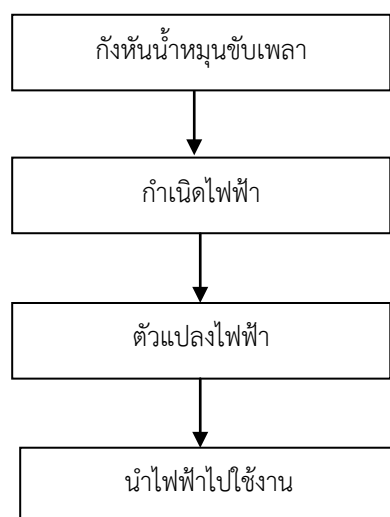 กังหันน้ำหมุนขับเพลา
กำเนิดไฟฟ้า
ตัวแปลงไฟฟ้า
นำไฟฟ้าไปใช้งาน